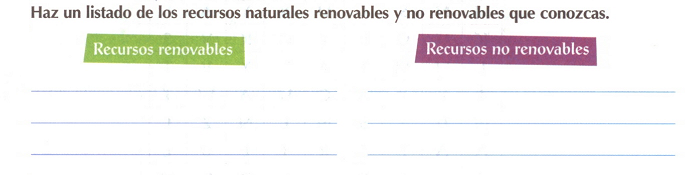 Haz un listado de los recursos naturales renovables y no renovables que conozcas.
Recursos renovables
Recursos no renovables